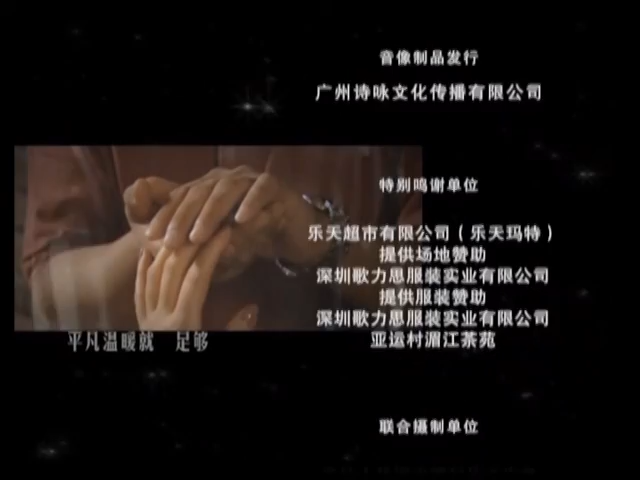 音像制品发行
广州诗咏文化传播有限公司
特别鸣谢单位
乐天超市有限公司（乐天玛特）
提供场地赞助
深圳歌力思服装实业有限公司
提供服装赞助
深圳歌力思服装实业有限公司
亚运村湄江茶苑
平凡温暖就　足够
联合摄制单位